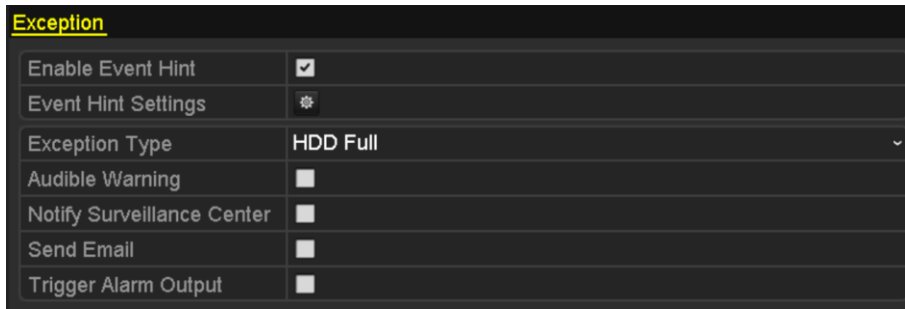 Exception
Enable Event Hint
Event Hint Settings
Exception Type HDD Full
Audible Warning
Notify Surveillance Center
Send Email
Trigger Alarm Output